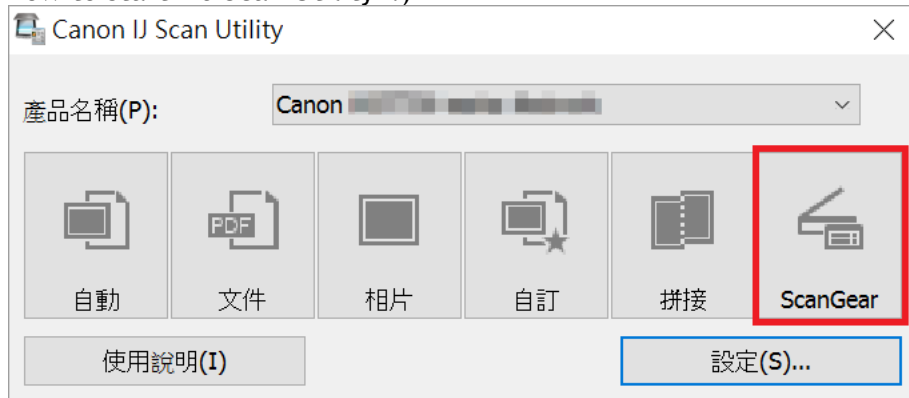 Canon IJ Scan Utility
產品名稱(P):
Canon
PDF
自動
文件
相片
自訂
拼接
ScanGear
使用說明(I)
設定(S)...